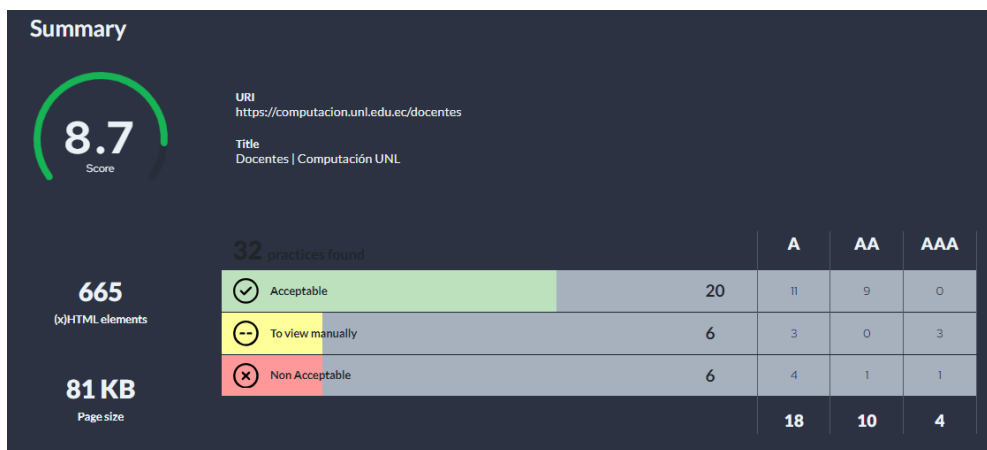 Summary
8.7
Score
URI
https://computacion.unl.edu.ec/docentes
Title
Docentes | Computación UNL
665
(x)HTML elements
81 KB
Page size
32 practices found A AA AAA
Acceptable 20 11 9 0
-- To view manually 6 3 0 3
Non Acceptable 6 4 1 1
18 10 4